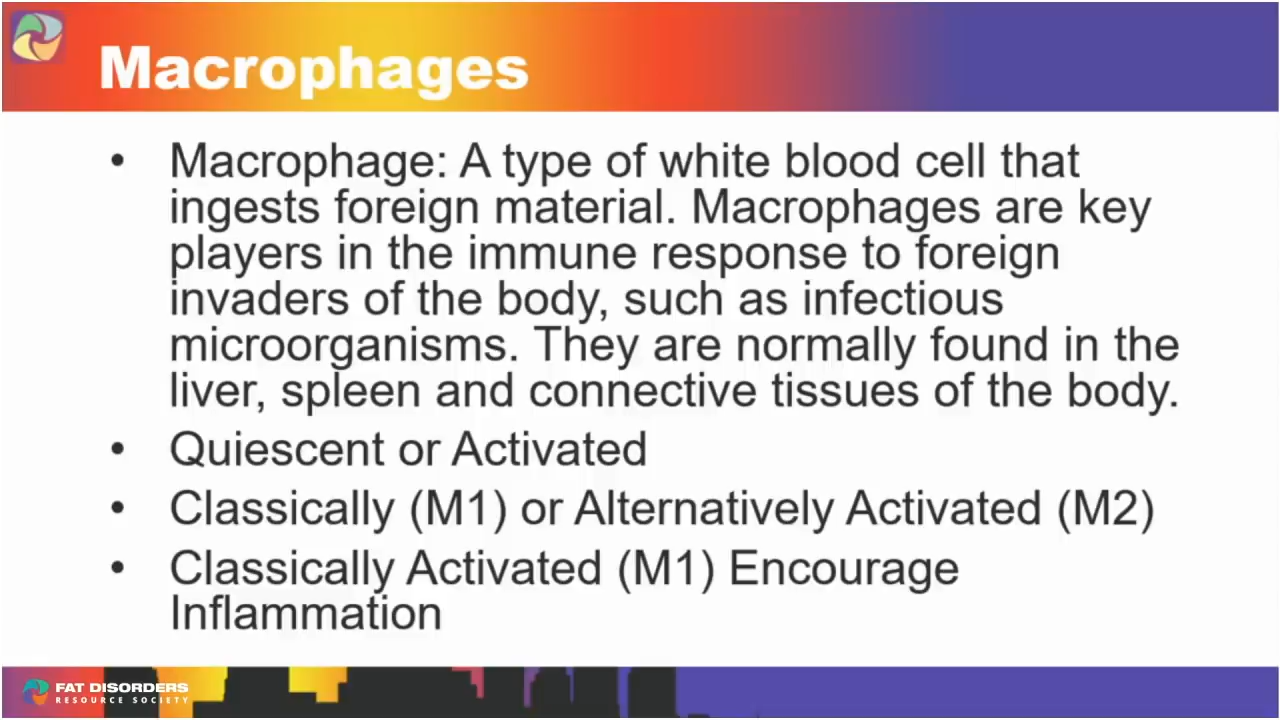 Macrophages
• Macrophage: A type of white blood cell that
ingests foreign material. Macrophages are key
players in the immune response to foreign
invaders of the body, such as infectious
microorganisms. They are normally found in the
liver, spleen and connective tissues of the body.
• Quiescent or Activated
• Classically (M1) or Alternatively Activated (M2)
• Classically Activated (M1) Encourage
Inflammation
FAT DISORDERS
RESOURCE SOCIETY